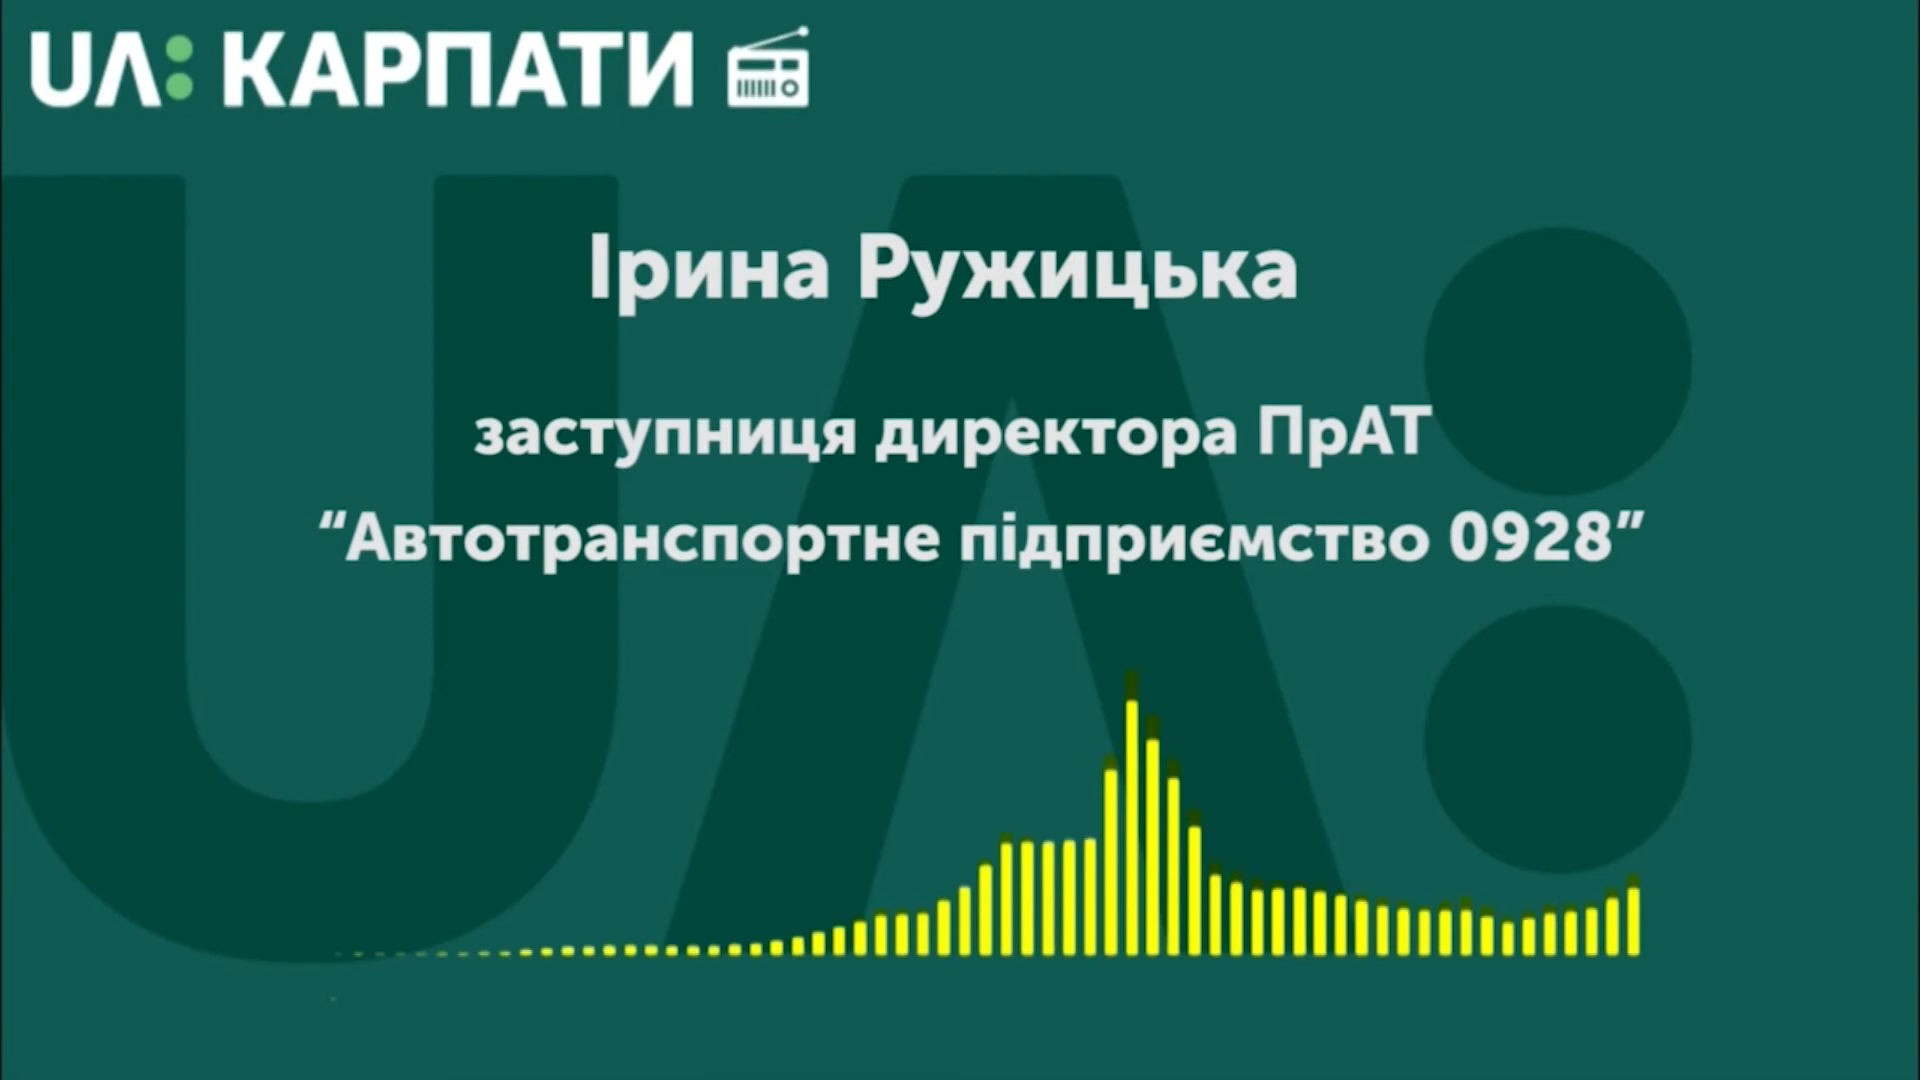 UA: КАРПАТИ
Ірина Ружицька
заступниця директора ПрАТ
“Автотранспортне підприємство 0928”